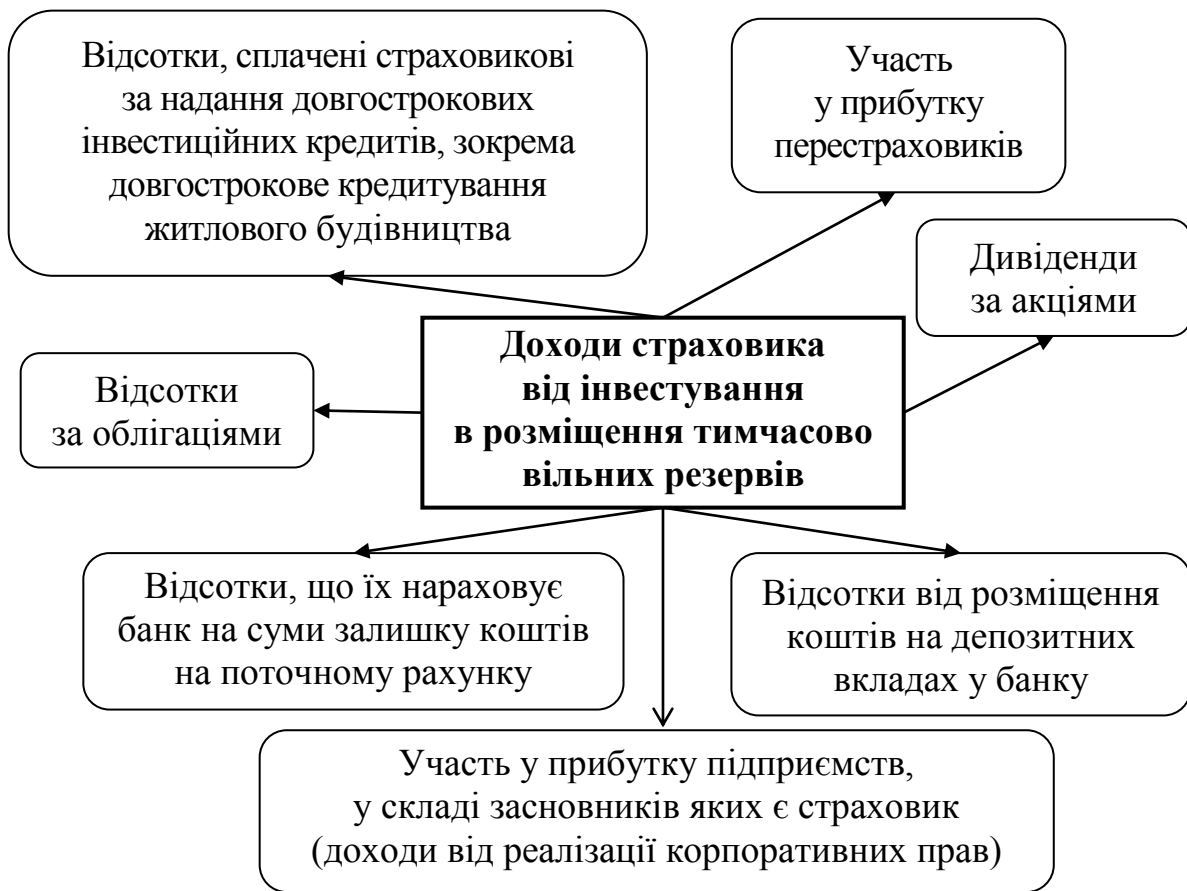 Відсотки, сплачені страховикові
за надання довгострокових
інвестиційних кредитів, зокрема
довгострокове кредитування
житлового будівництва
Участь
у прибутку
перестраховиків
Дивіденди
за акціями
Доходи страховика
від інвестування
в розміщення тимчасово
вільних резервів
Відсотки
за облігаціями
Відсотки, що їх нараховує
банк на суми залишку коштів
на поточному рахунку
Відсотки від розміщення
коштів на депозитних
вкладах у банку
Участь у прибутку підприємств,
у складі засновників яких є страховик
(доходи від реалізації корпоративних прав)